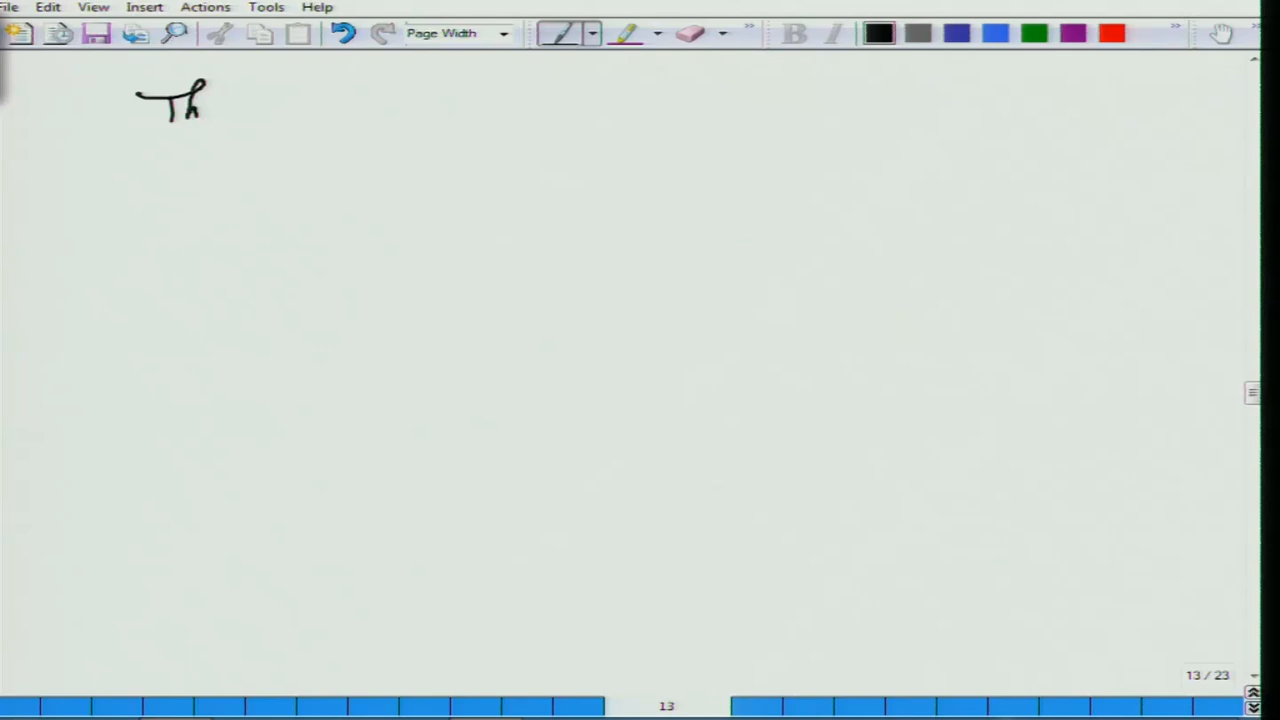 File Edit View Insert Actions Tools Help
Page Width B I
Th
13 / 23
13